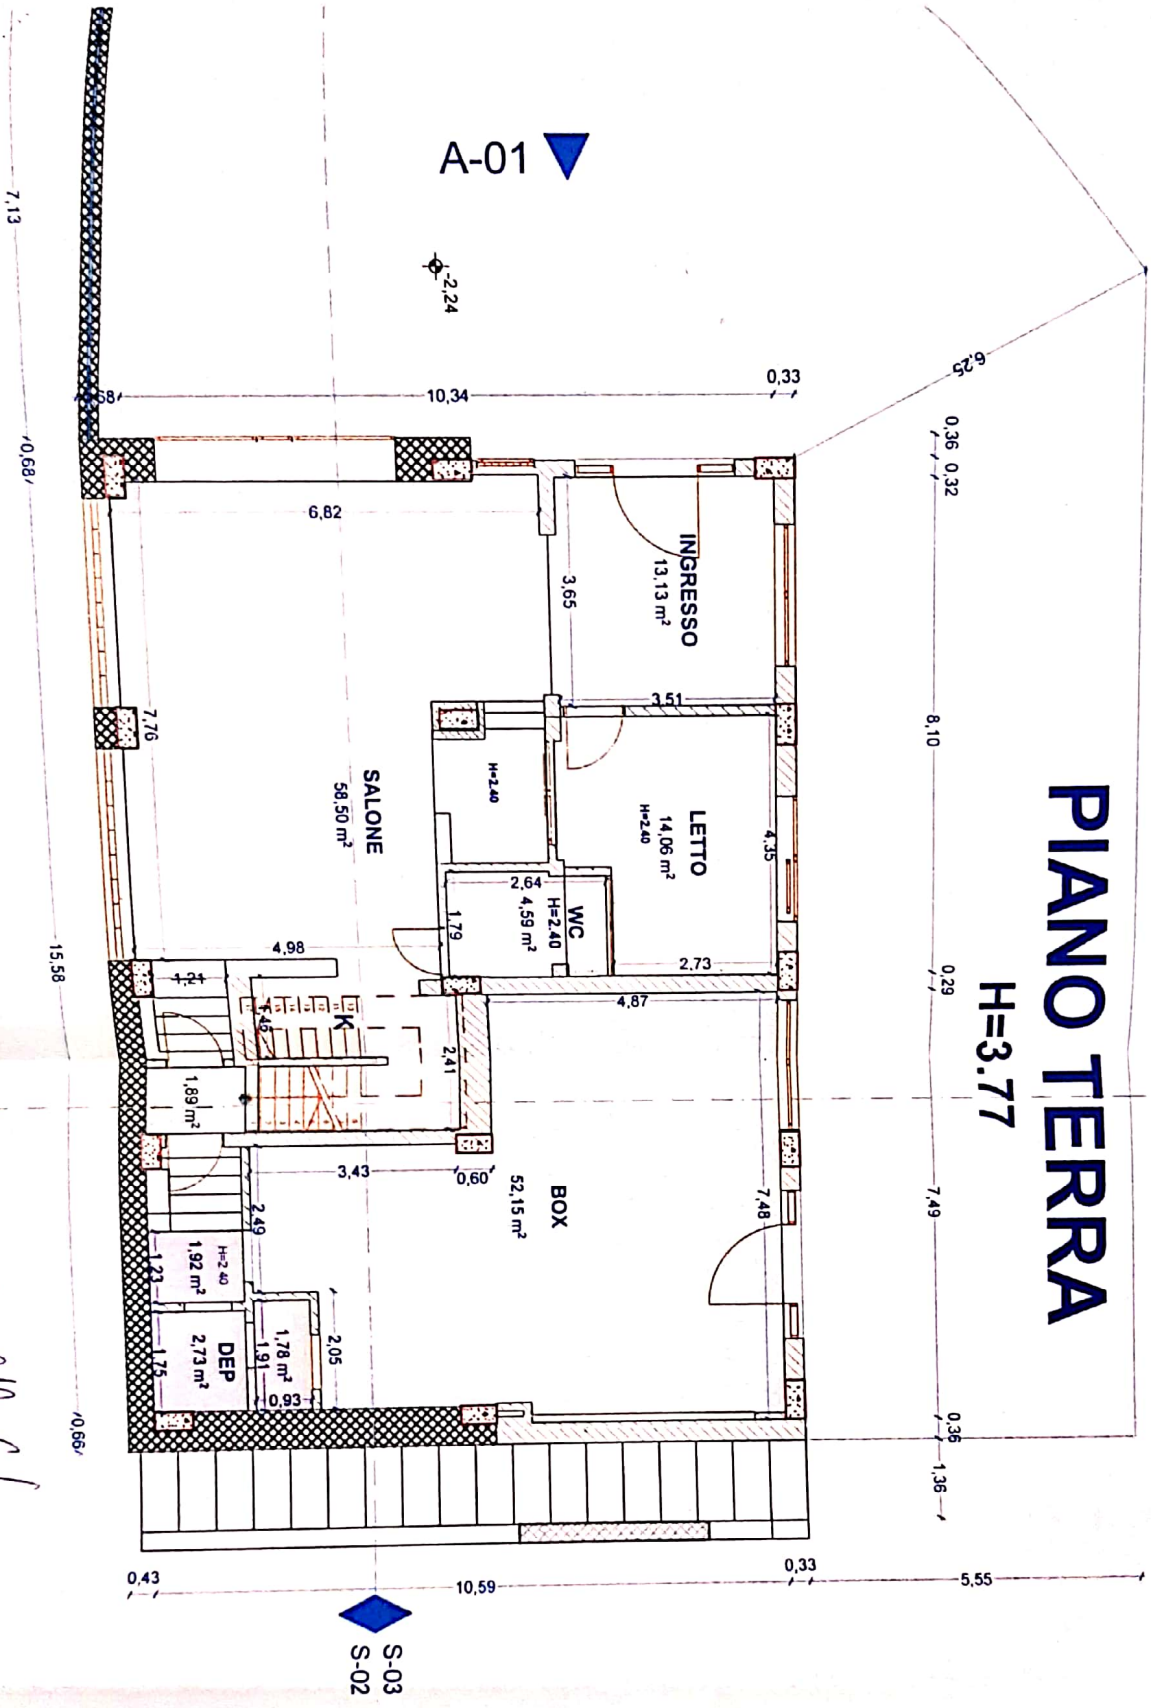 PIANO TERRA
H=3.77
A-01
-2,24
7,13
0,68
15,58
0,66
10,34
0,33
6,25
0,36
0,32
8,10
0,29
7,49
0,36
1,36
6,82
3,65
INGRESSO
13,13 m²
3,51
7,76
SALONE
58,50 m²
H=2.40
LETTO
14,06 m²
H=2.40
4,35
2,64
WC
H=2.40
4,59 m²
1,79
2,73
4,98
1,21
K
2,41
4,87
1,89 m²
3,43
0,60
BOX
52,15 m²
7,48
2,49
H=2.40
1,92 m²
1,23
DEP
2,73 m²
1,75
1,78 m²
1,91
0,93
2,05
0,43
10,59
0,33
5,55
S-03
S-02